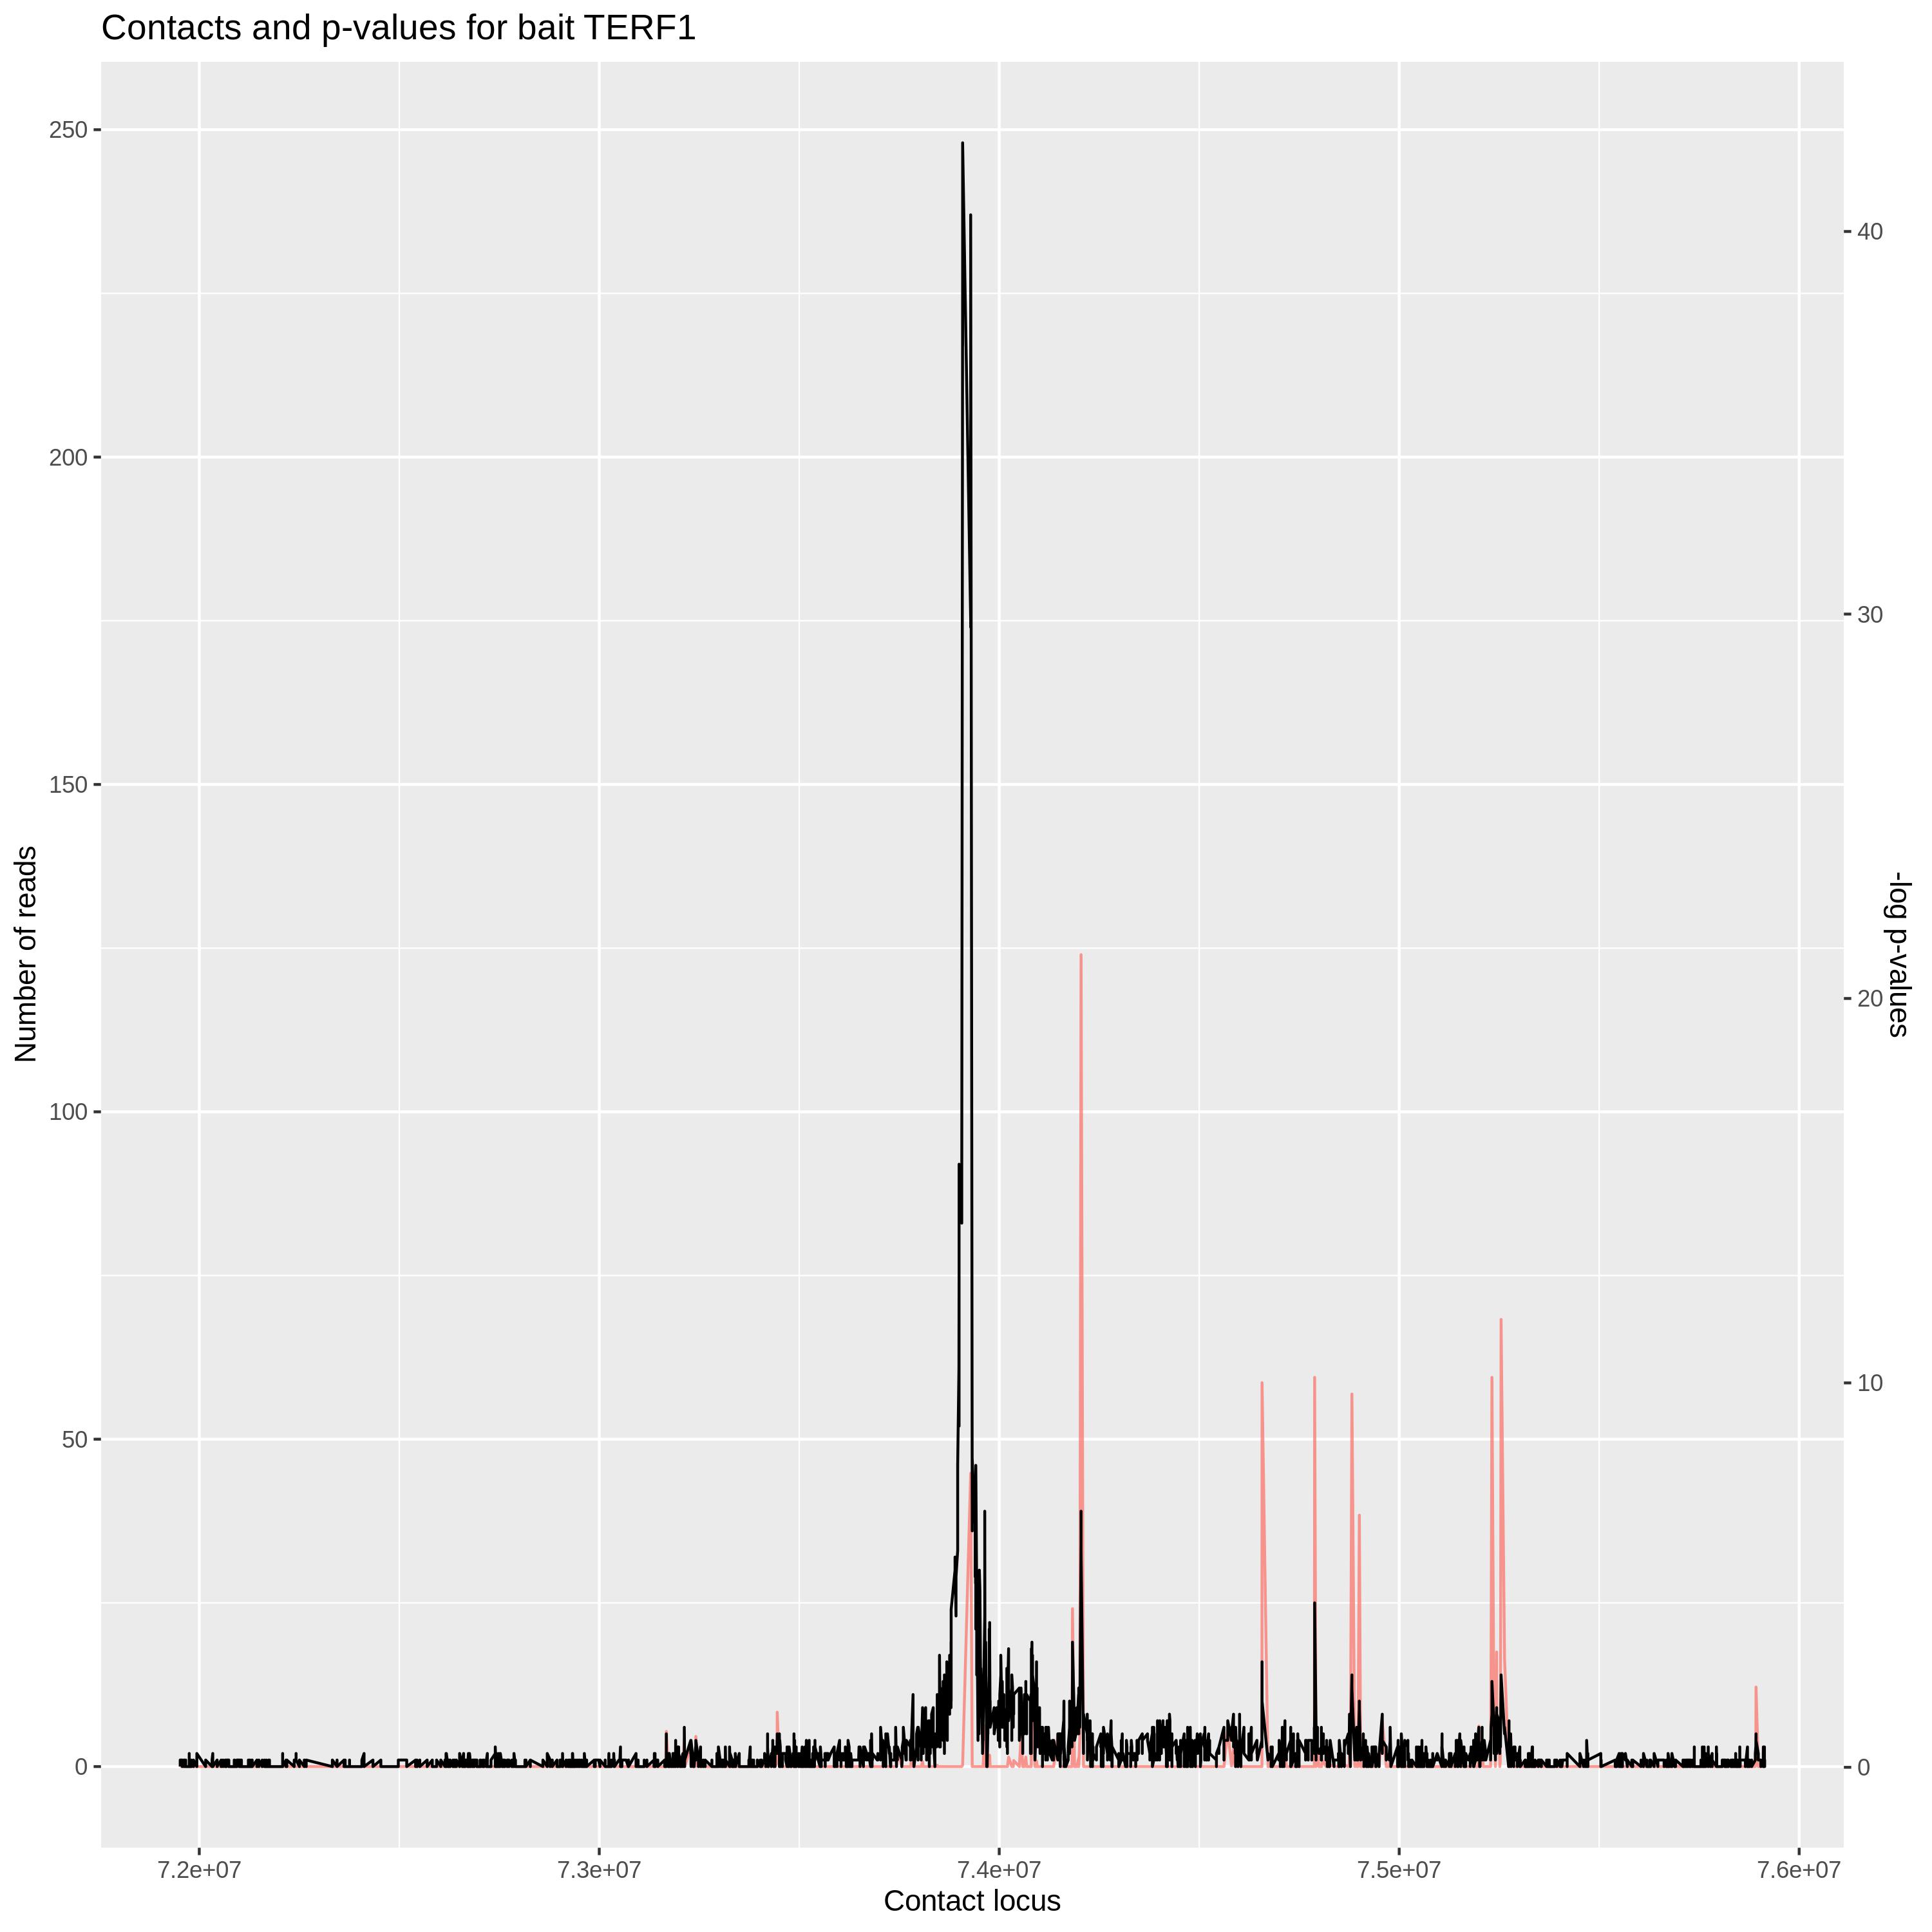 Contacts and p-values for bait TERF1
250
200
150
100
50
0
Number of reads
40
30
20
10
0
-log p-values
7.2e+07
7.3e+07
7.4e+07
7.5e+07
7.6e+07
Contact locus